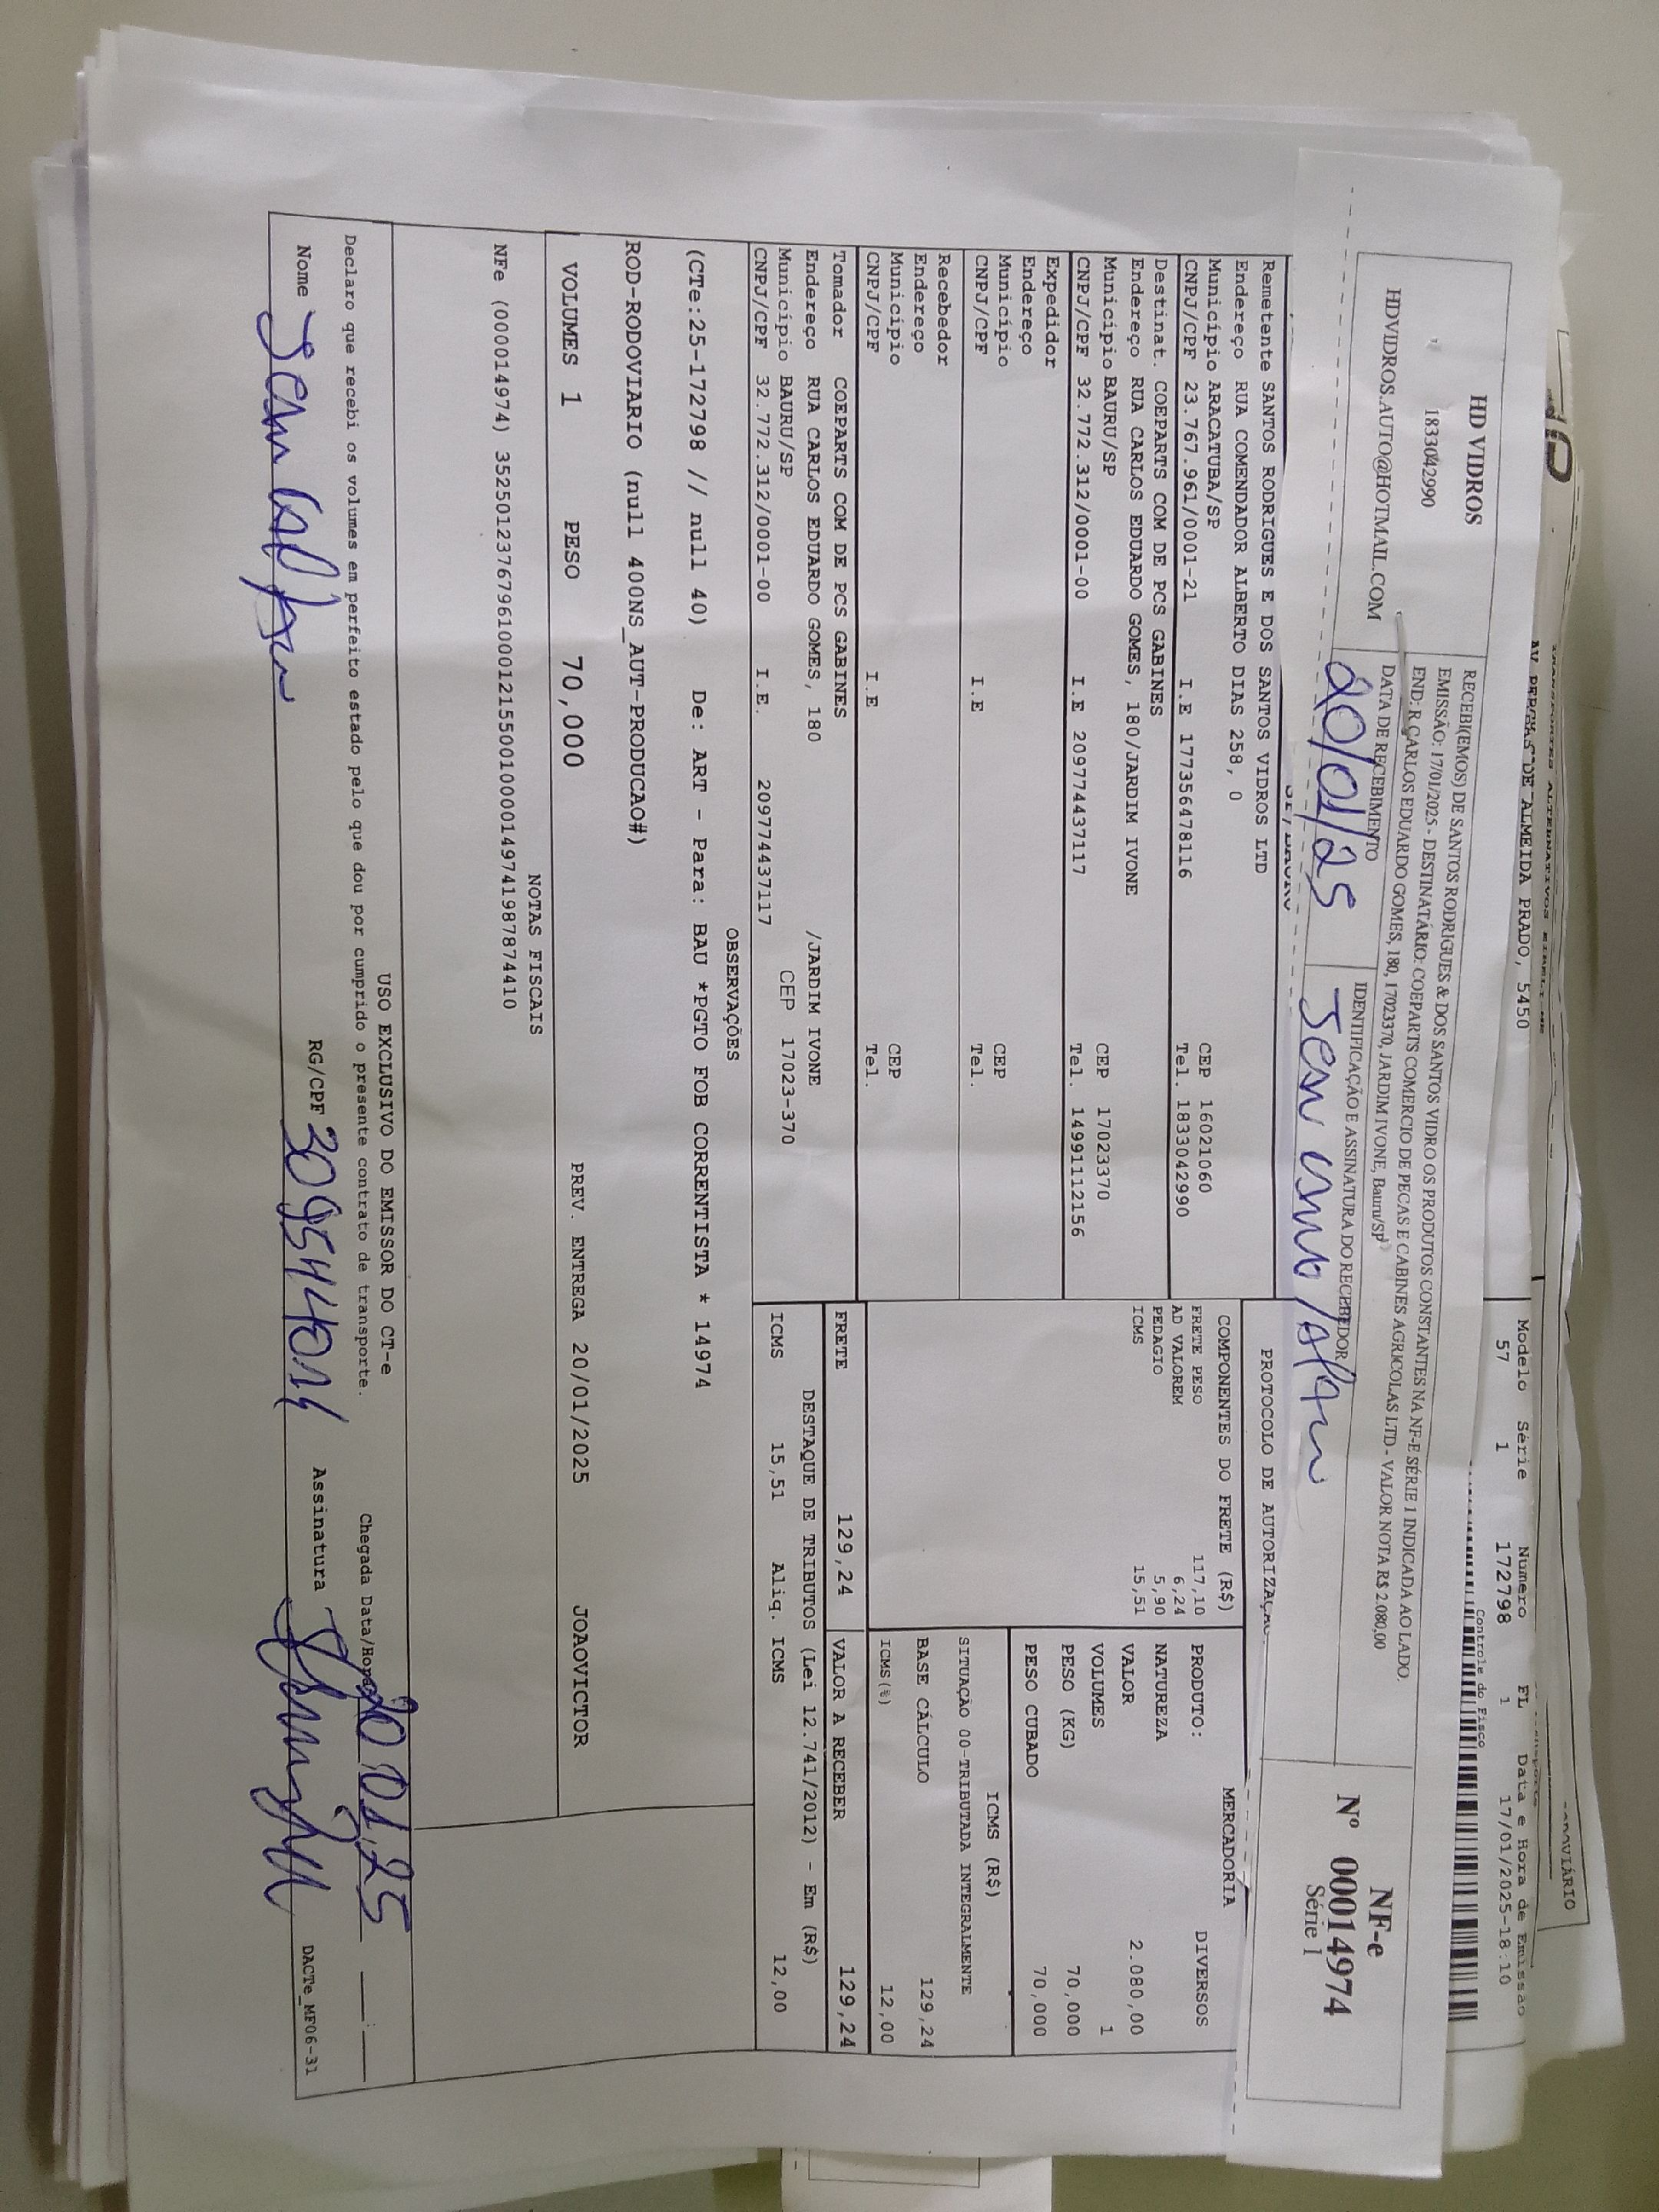 AV PERCY DE ALMEIDA PRADO, 5450
Modelo Série Numero FL Data e Hora de Emissão
57 1 172798 1 17/01/2025-18:10
Controle do Fisco
HD VIDROS
1833042990
HDVIDROS.AUTO@HOTMAIL.COM
RECEBI(EMOS) DE SANTOS RODRIGUES & DOS SANTOS VIDRO OS PRODUTOS CONSTANTES NA NF-E SÉRIE 1 INDICADA AO LADO.
EMISSÃO: 17/01/2025 - DESTINATÁRIO: COEPARTS COMERCIO DE PECAS E CABINES AGRICOLAS LTD - VALOR NOTA R$ 2.080,00
END: R CARLOS EDUARDO GOMES, 180, 17023370, JARDIM IVONE, Bauru/SP
DATA DE RECEBIMENTO
20/01/25
IDENTIFICAÇÃO E ASSINATURA DO RECEBEDOR
NF-e
Nº 00014974
Série 1
PROTOCOLO DE AUTORIZAÇÃO
Remetente SANTOS RODRIGUES E DOS SANTOS VIDROS LTD
Endereço RUA COMENDADOR ALBERTO DIAS 258, 0
Município ARACATUBA/SP CEP 16021060
CNPJ/CPF 23.767.961/0001-21 I.E 177356478116 Tel. 1833042990
Destinat. COEPARTS COM DE PCS GABINES
Endereço RUA CARLOS EDUARDO GOMES, 180/JARDIM IVONE
Município BAURU/SP CEP 17023370
CNPJ/CPF 32.772.312/0001-00 I.E 209774437117 Tel. 14991112156
Expedidor
Endereço
Município CEP
CNPJ/CPF I.E Tel.
Recebedor
Endereço
Município CEP
CNPJ/CPF I.E Tel.
Tomador COEPARTS COM DE PCS GABINES
Endereço RUA CARLOS EDUARDO GOMES, 180 /JARDIM IVONE
Município BAURU/SP CEP 17023-370
CNPJ/CPF 32.772.312/0001-00 I.E. 209774437117
COMPONENTES DO FRETE (R$)
FRETE PESO 117,10
AD VALOREM 6,24
PEDAGIO 5,90
ICMS 15,51
MERCADORIA
PRODUTO: DIVERSOS
NATUREZA
VALOR 2.080,00
VOLUMES 1
PESO (KG) 70,000
PESO CUBADO 70,000
ICMS (R$)
SITUAÇÃO 00-TRIBUTADA INTEGRALMENTE
BASE CÁLCULO 129,24
ICMS(%) 12,00
FRETE 129,24 VALOR A RECEBER 129,24
DESTAQUE DE TRIBUTOS (Lei 12.741/2012) - Em (R$)
ICMS 15,51 Aliq. ICMS 12,00
OBSERVAÇÕES
(CTe:25-172798 // null 40) De: ART - Para: BAU *PGTO FOB CORRENTISTA * 14974
ROD-RODOVIARIO (null 400NS_AUT-PRODUCAO#)
VOLUMES 1 PESO 70,000 PREV. ENTREGA 20/01/2025 JOAOVICTOR
NOTAS FISCAIS
NFe (000014974) 35250123767961000121550010000149741987874410
USO EXCLUSIVO DO EMISSOR DO CT-e
Declaro que recebi os volumes em perfeito estado pelo que dou por cumprido o presente contrato de transporte. Chegada Data/Hora 20 01,25
Nome RG/CPF Assinatura
DACTe_MF06-31